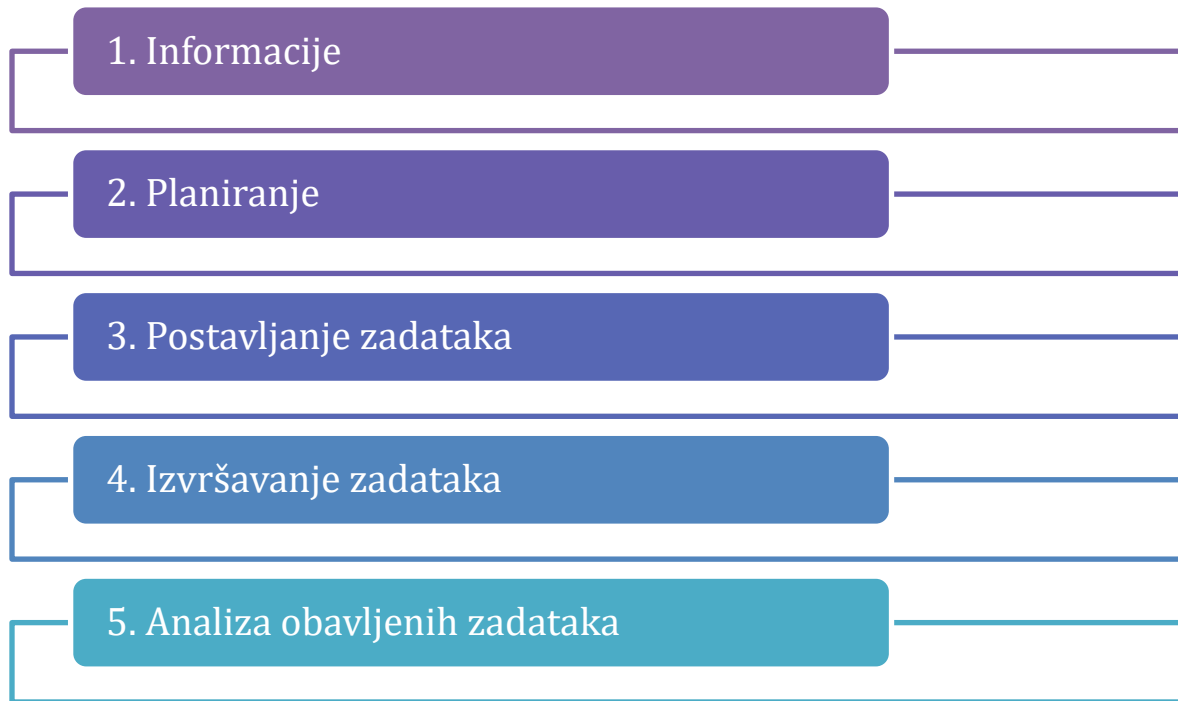 1. Informacije
2. Planiranje
3. Postavljanje zadataka
4. Izvršavanje zadataka
5. Analiza obavljenih zadataka